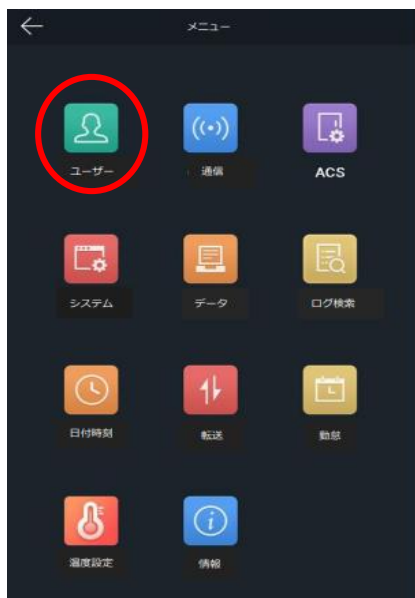 メニュー
ユーザー
通信
ACS
システム
データ
ログ検索
日付時刻
転送
勤怠
温度設定
情報